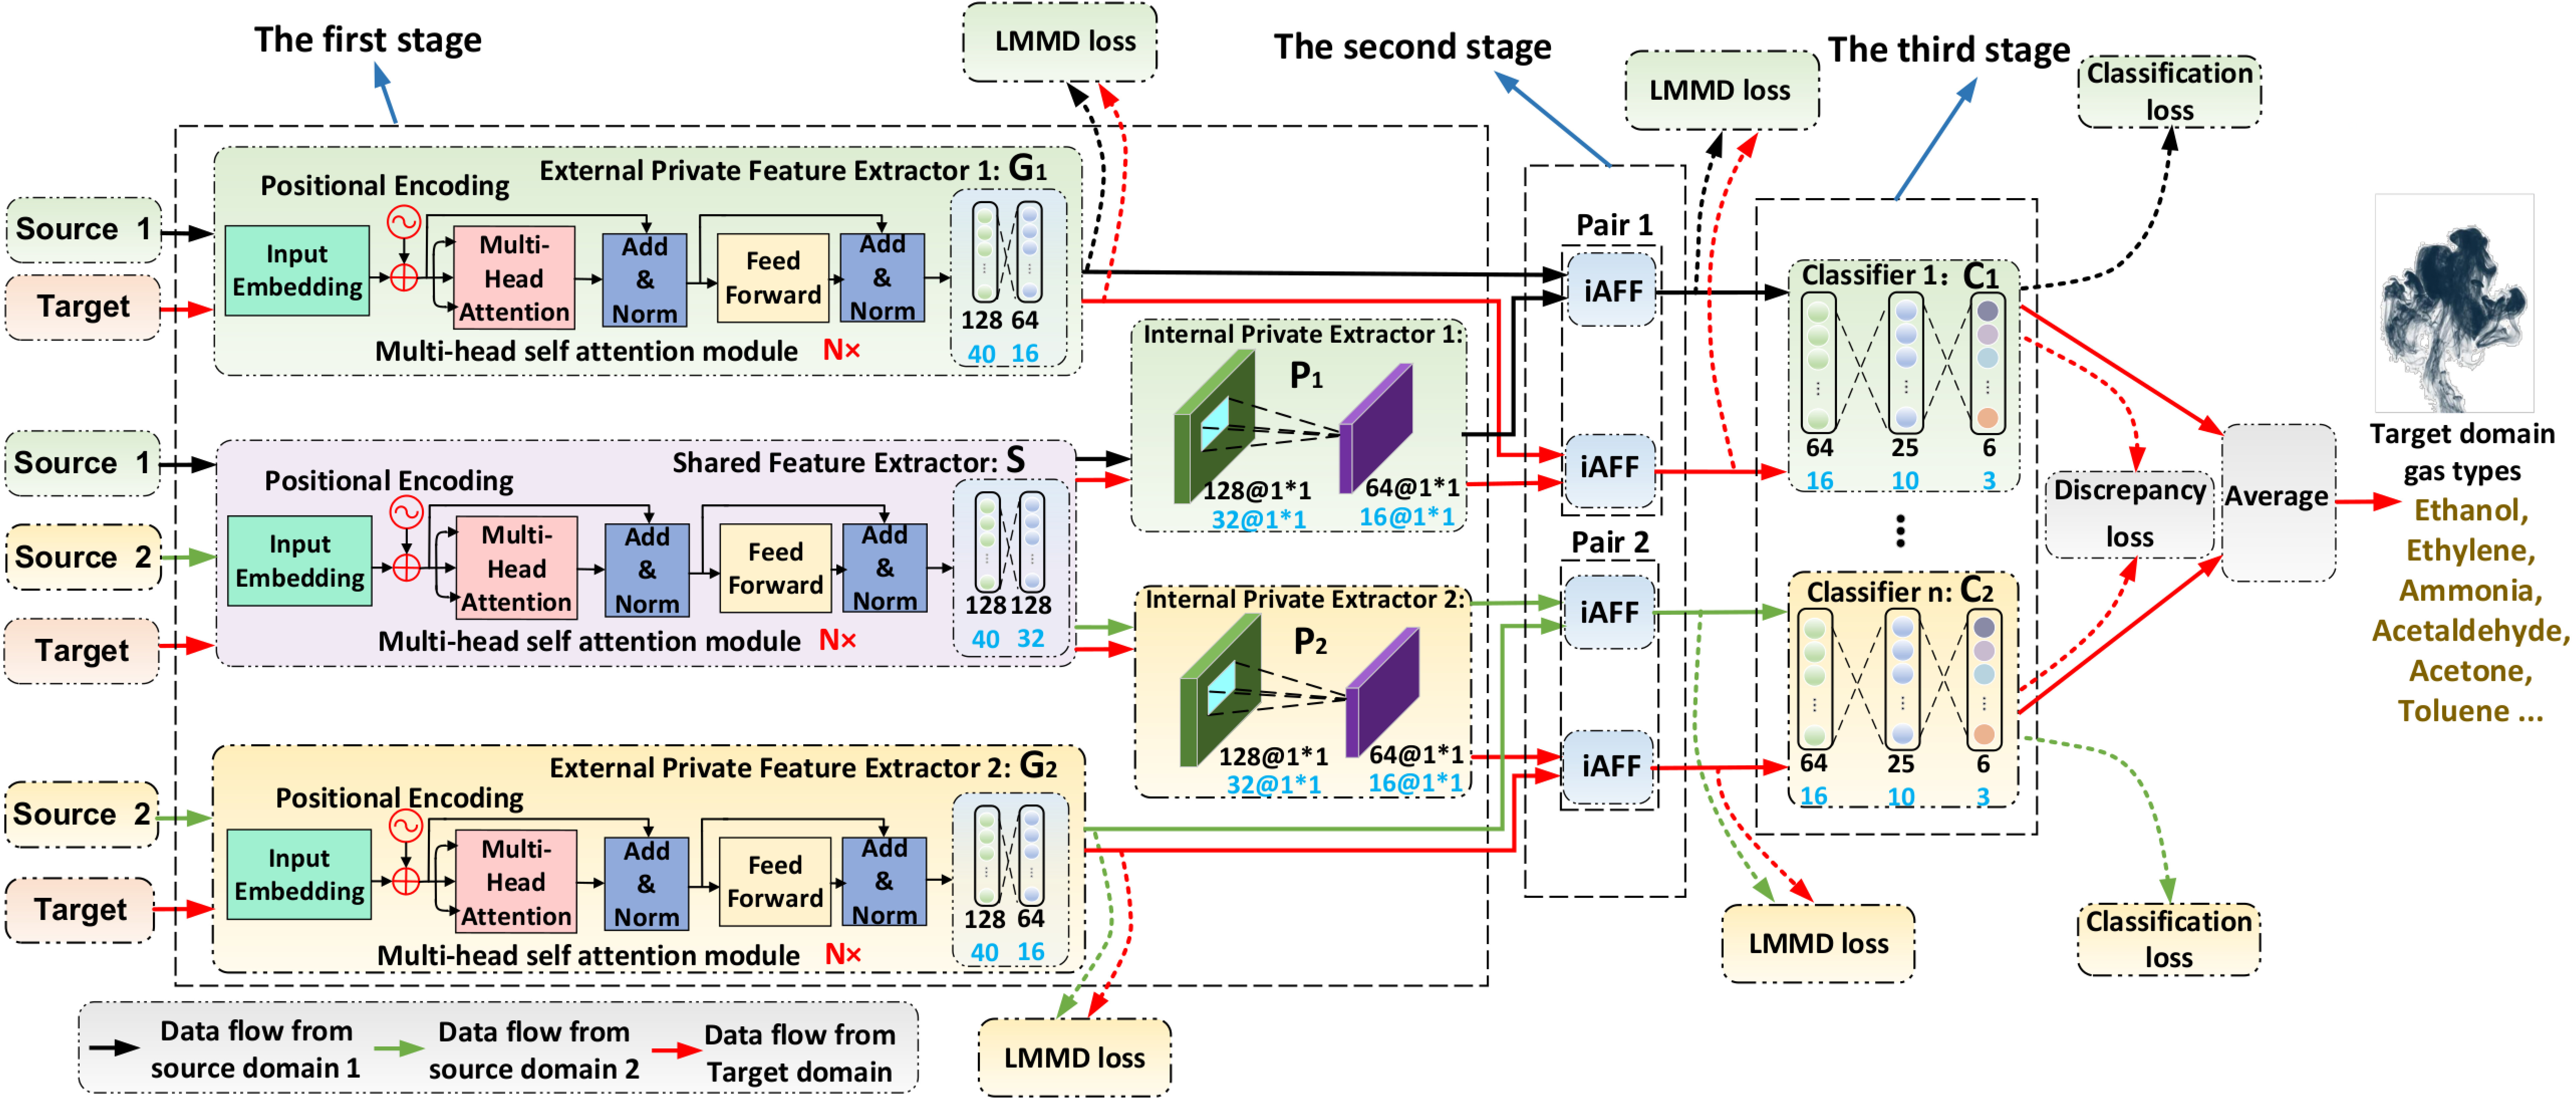 The first stage
LMMD loss
The second stage
LMMD loss
The third stage
Classification
loss
Source 1
Target
External Private Feature Extractor 1: G1
Positional Encoding
Input
Embedding
Multi-
Head
Attention
Add
&
Norm
Feed
Forward
Add
&
Norm
128 64
40 16
Multi-head self attention module N×
Source 1
Source 2
Target
Shared Feature Extractor: S
Positional Encoding
Input
Embedding
Multi-
Head
Attention
Add
&
Norm
Feed
Forward
Add
&
Norm
128 128
40 32
Multi-head self attention module N×
Source 2
Target
External Private Feature Extractor 2: G2
Positional Encoding
Input
Embedding
Multi-
Head
Attention
Add
&
Norm
Feed
Forward
Add
&
Norm
128 64
40 16
Multi-head self attention module N×
Internal Private Extractor 1:
P1
128@1*1 64@1*1
32@1*1 16@1*1
Internal Private Extractor 2:
P2
128@1*1 64@1*1
32@1*1 16@1*1
Pair 1
iAFF
iAFF
Pair 2
iAFF
iAFF
Classifier 1: C1
64 25 6
16 10 3
Classifier n: C2
64 25 6
16 10 3
Discrepancy
loss
Average
Target domain
gas types
Ethanol,
Ethylene,
Ammonia,
Acetaldehyde,
Acetone,
Toluene ...
LMMD loss
Classification
loss
LMMD loss
Data flow from
source domain 1
Data flow from
source domain 2
Data flow from
Target domain